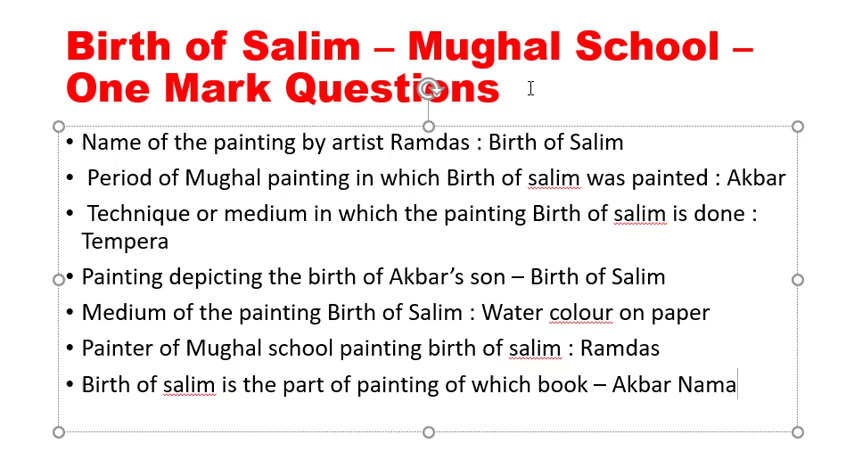 Birth of Salim – Mughal School –
One Mark Questions
• Name of the painting by artist Ramdas : Birth of Salim
• Period of Mughal painting in which Birth of salim was painted : Akbar
• Technique or medium in which the painting Birth of salim is done :
Tempera
• Painting depicting the birth of Akbar’s son – Birth of Salim
• Medium of the painting Birth of Salim : Water colour on paper
• Painter of Mughal school painting birth of salim : Ramdas
• Birth of salim is the part of painting of which book – Akbar Nama